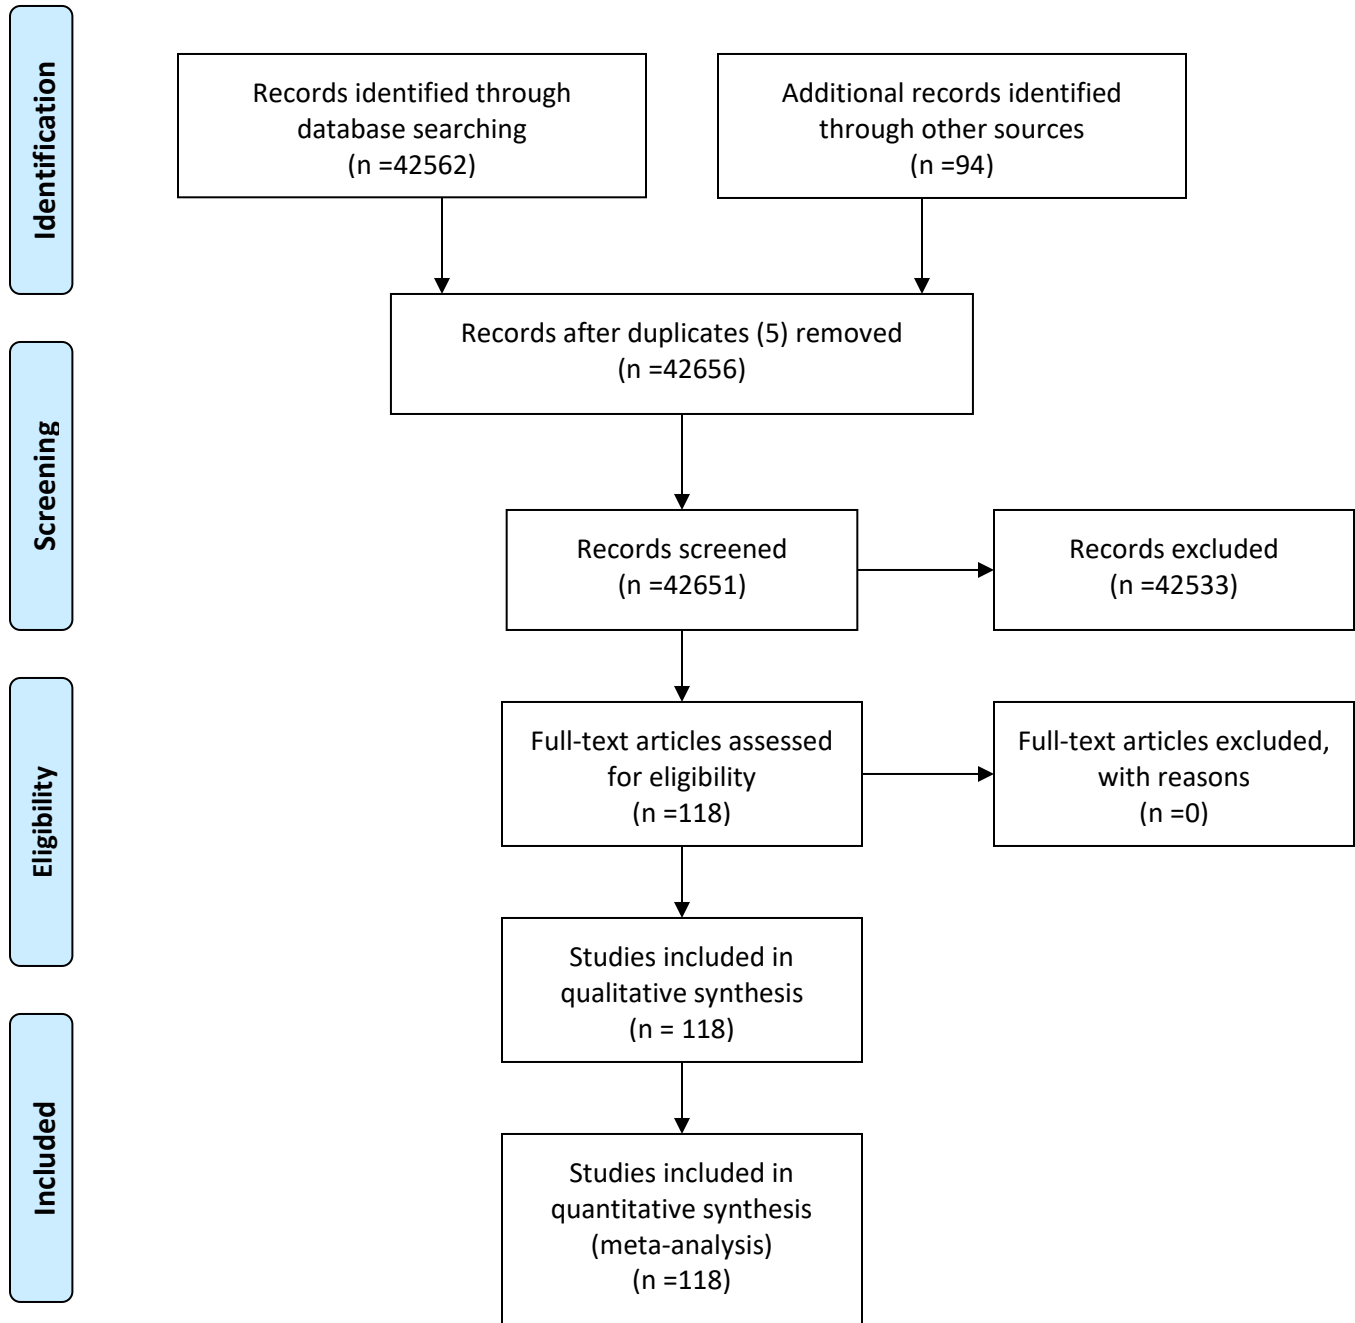 Identification
Records identified through
database searching
(n =42562)
Additional records identified
through other sources
(n =94)
Records after duplicates (5) removed
(n =42656)
Screening
Records screened
(n =42651)
Records excluded
(n =42533)
Eligibility
Full-text articles assessed
for eligibility
(n =118)
Full-text articles excluded,
with reasons
(n =0)
Studies included in
qualitative synthesis
(n = 118)
Included
Studies included in
quantitative synthesis
(meta-analysis)
(n =118)